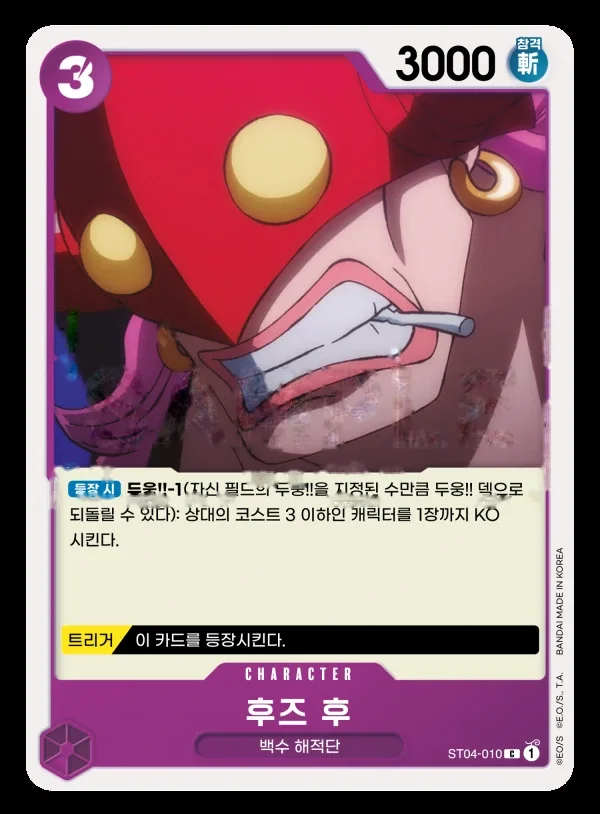 3
3000
참격
斬
등장 시 두웅!!-1(자신 필드의 두웅!!을 지정된 수만큼 두웅!! 덱으로
되돌릴 수 있다): 상대의 코스트 3 이하인 캐릭터를 1장까지 KO
시킨다.
트리거 이 카드를 등장시킨다.
CHARACTER
후즈 후
백수 해적단
ST04-010 C 1
©EO/S ©E.O./S., T.A. BANDAI MADE IN KOREA